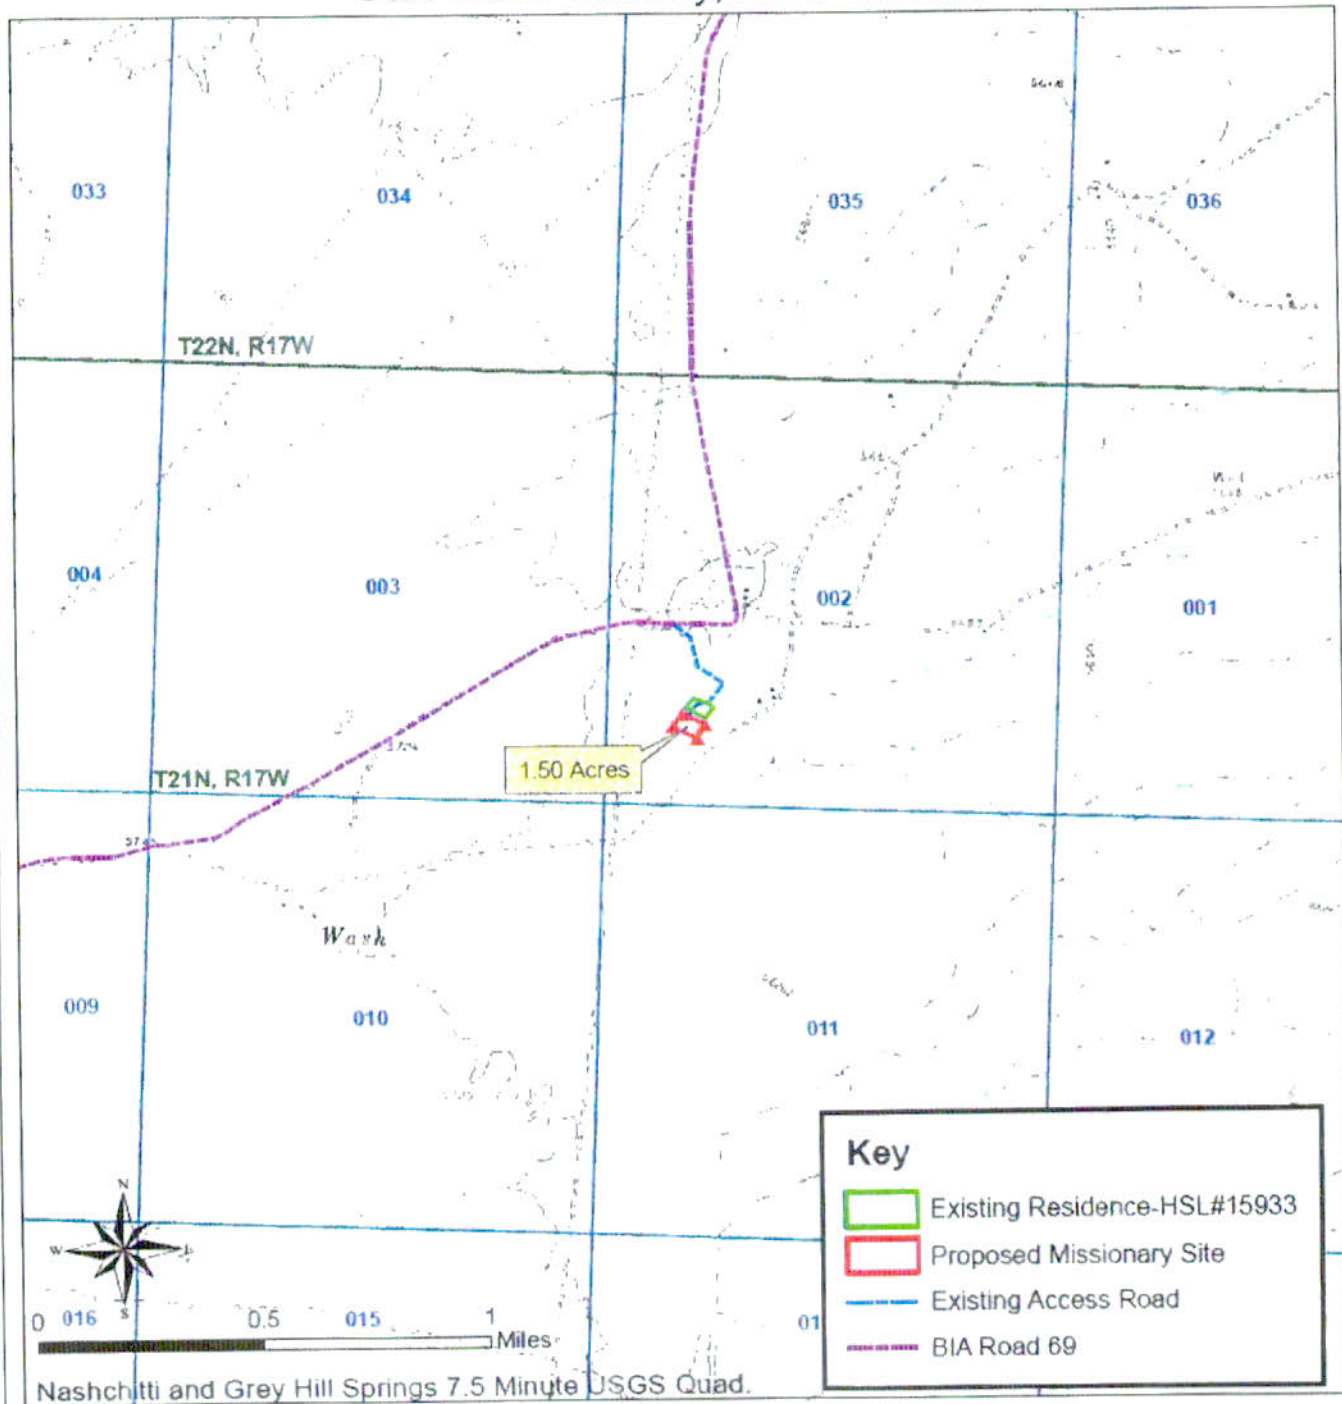 033
034
035
036
T22N, R17W
004
003
002
001
1.50 Acres
T21N, R17W
Wash
009
010
011
012
Key
Existing Residence-HSL#15933
Proposed Missionary Site
Existing Access Road
BIA Road 69
N
W
S
0
016
0.5
015
1
Miles
Nashchitti and Grey Hill Springs 7.5 Minute USGS Quad.